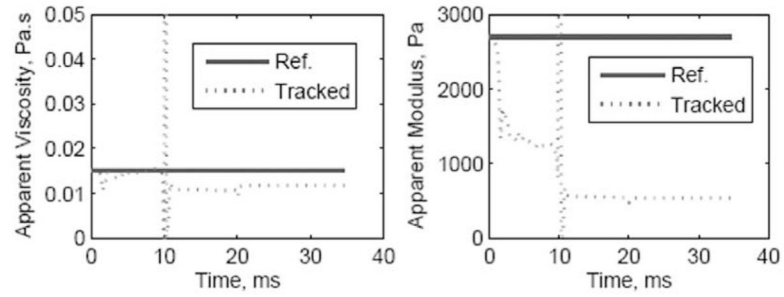 Apparent Viscosity, Pa.s
0.05
0.04
0.03
0.02
0.01
0
Ref.
Tracked
0 10 20 30 40
Time, ms
Apparent Modulus, Pa
3000
2000
1000
0
Ref.
Tracked
0 10 20 30 40
Time, ms